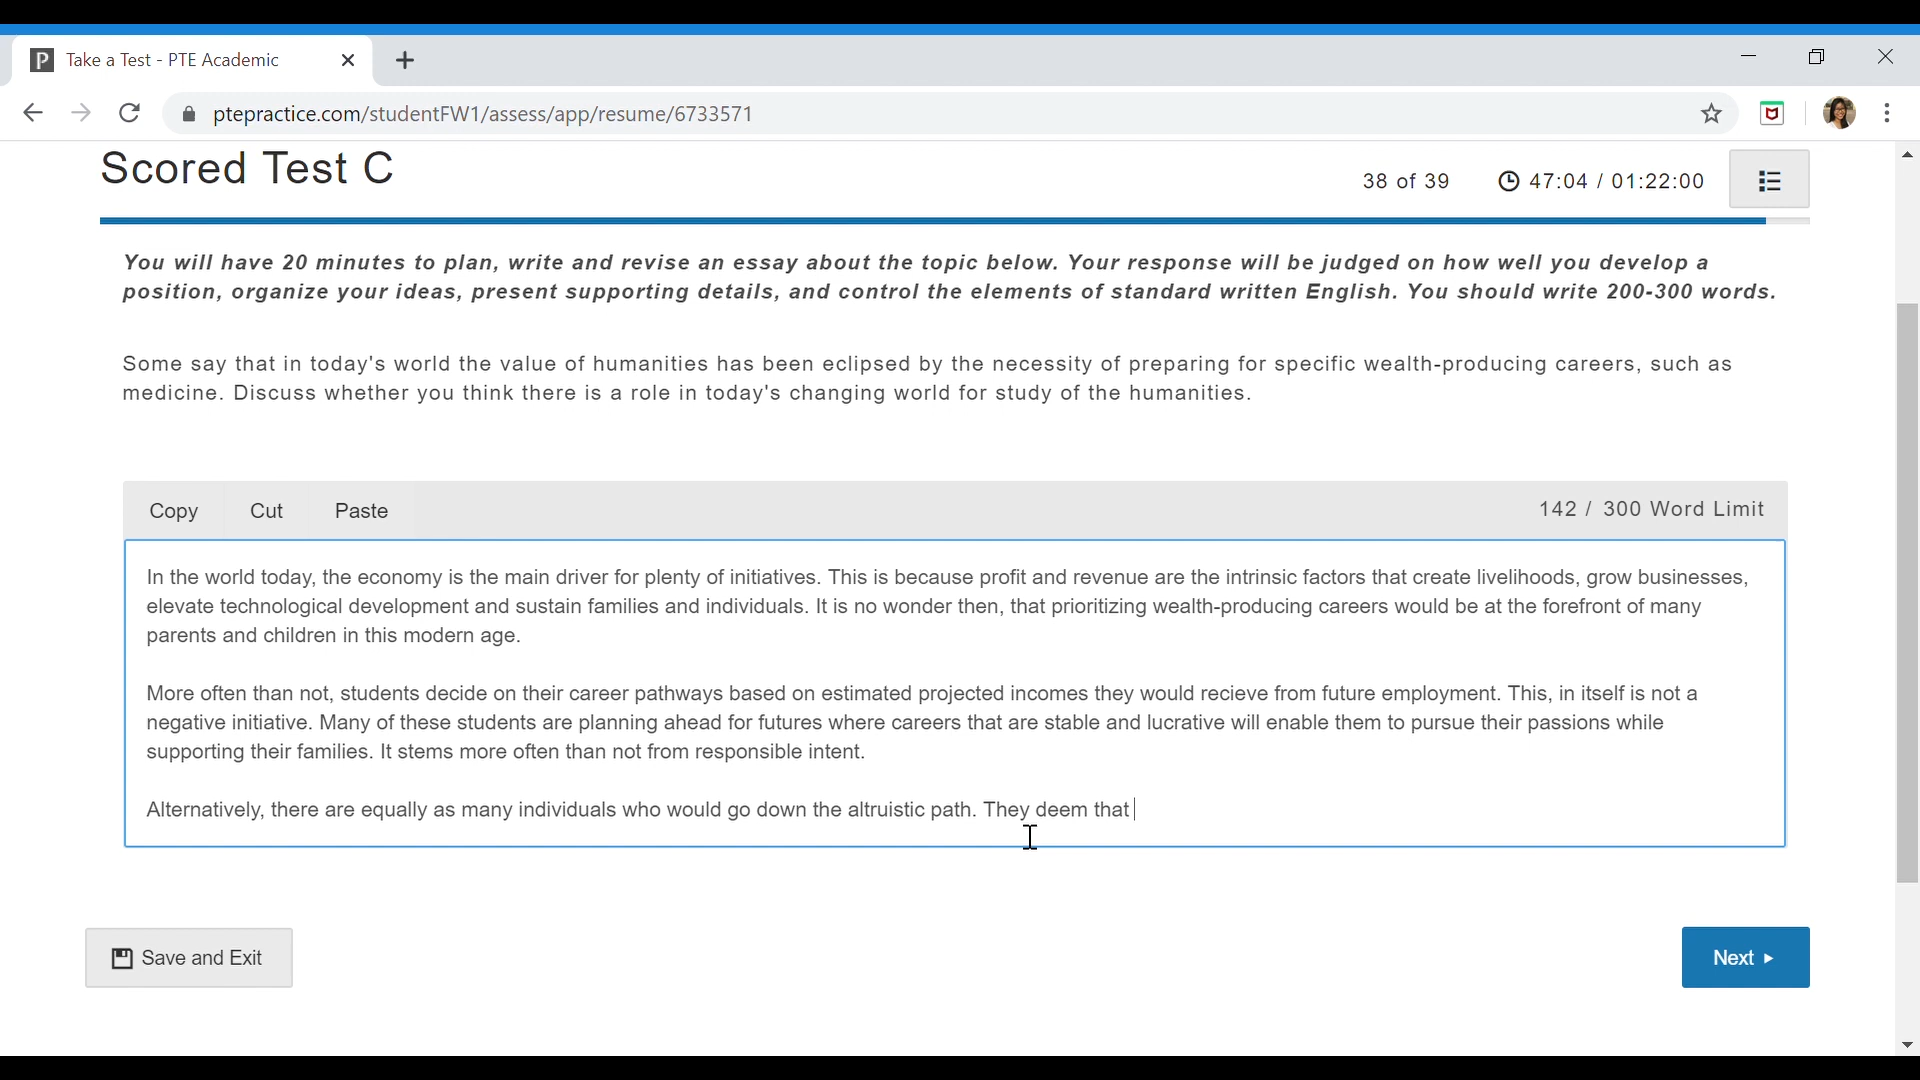 Take a Test - PTE Academic
ptepractice.com/studentFW1/assess/app/resume/6733571
Scored Test C
38 of 39
47:04 / 01:22:00
You will have 20 minutes to plan, write and revise an essay about the topic below. Your response will be judged on how well you develop a
position, organize your ideas, present supporting details, and control the elements of standard written English. You should write 200-300 words.
Some say that in today's world the value of humanities has been eclipsed by the necessity of preparing for specific wealth-producing careers, such as
medicine. Discuss whether you think there is a role in today's changing world for study of the humanities.
Copy Cut Paste
142 / 300 Word Limit
In the world today, the economy is the main driver for plenty of initiatives. This is because profit and revenue are the intrinsic factors that create livelihoods, grow businesses,
elevate technological development and sustain families and individuals. It is no wonder then, that prioritizing wealth-producing careers would be at the forefront of many
parents and children in this modern age.
More often than not, students decide on their career pathways based on estimated projected incomes they would recieve from future employment. This, in itself is not a
negative initiative. Many of these students are planning ahead for futures where careers that are stable and lucrative will enable them to pursue their passions while
supporting their families. It stems more often than not from responsible intent.
Alternatively, there are equally as many individuals who would go down the altruistic path. They deem that
Save and Exit
Next